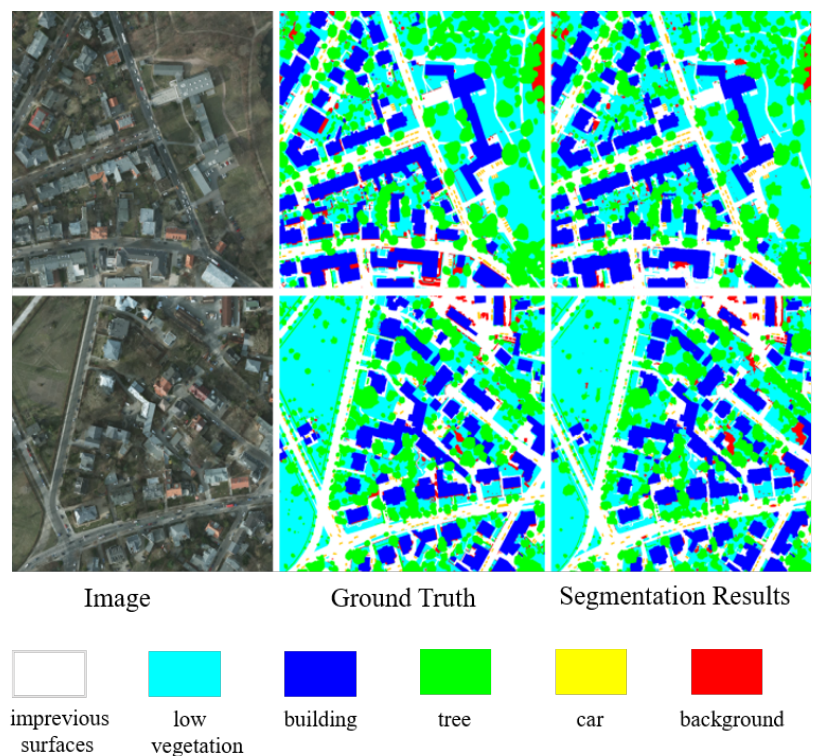 Image
Ground Truth
Segmentation Results
imprevious
surfaces
low
vegetation
building
tree
car
background